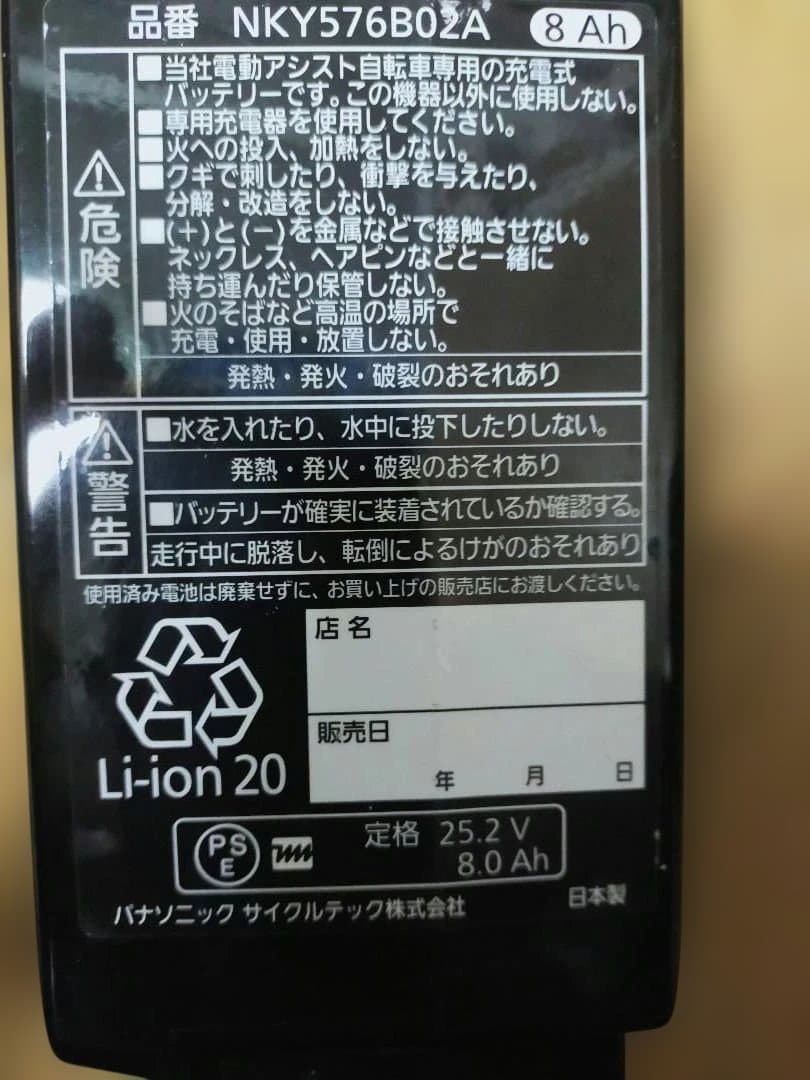 品番 NKY576B02A 8 Ah
危険
■当社電動アシスト自転車専用の充電式
バッテリーです。この機器以外に使用しない。
■専用充電器を使用してください。
■火への投入、加熱をしない。
■クギで刺したり、衝撃を与えたり、
分解・改造をしない。
■(+)と(−)を金属などで接触させない。
ネックレス、ヘアピンなどと一緒に
持ち運んだり保管しない。
■火のそばなど高温の場所で
充電・使用・放置しない。
発熱・発火・破裂のおそれあり
警告
■水を入れたり、水中に投下したりしない。
発熱・発火・破裂のおそれあり
■バッテリーが確実に装着されているか確認する。
走行中に脱落し、転倒によるけがのおそれあり
使用済み電池は廃棄せずに、お買い上げの販売店にお渡しください。
Li-ion 20
店名
販売日
年 月 日
PS
E
定格 25.2 V
8.0 Ah
パナソニック サイクルテック株式会社
日本製